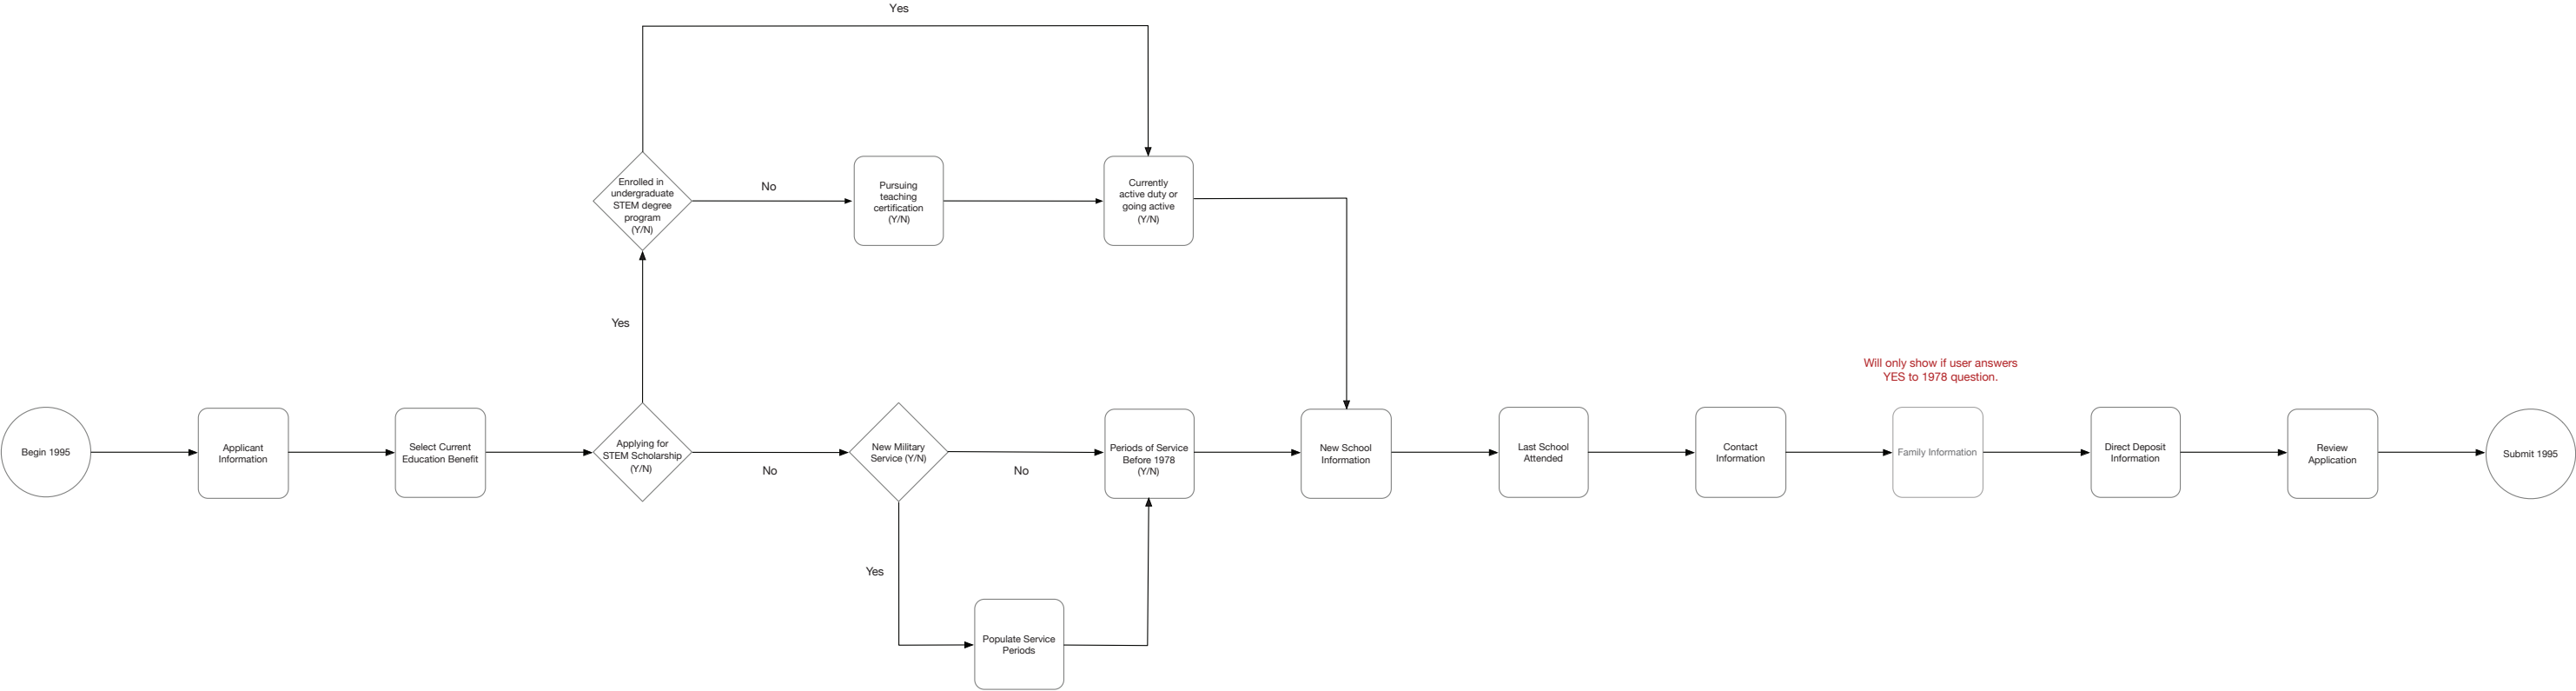 Yes
Enrolled in
undergraduate
STEM degree
program
(Y/N)
No
Pursuing
teaching
certification
(Y/N)
Currently
active duty or
going active
(Y/N)
Yes
Will only show if user answers
YES to 1978 question.
Begin 1995
Applicant
Information
Select Current
Education Benefit
Applying for
STEM Scholarship
(Y/N)
No
New Military
Service (Y/N)
No
Periods of Service
Before 1978
(Y/N)
New School
Information
Last School
Attended
Contact
Information
Family Information
Direct Deposit
Information
Review
Application
Submit 1995
Yes
Populate Service
Periods